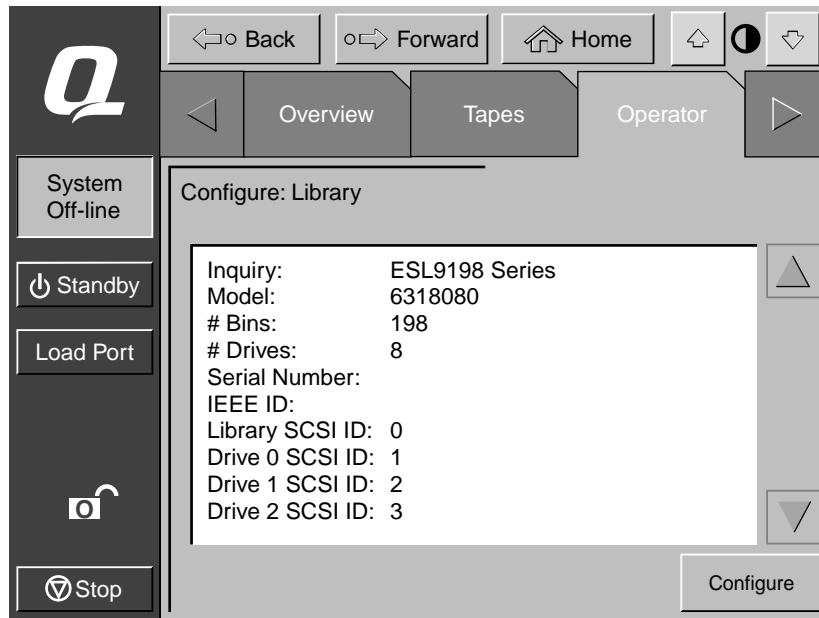 Q
Back
Forward
Home
Overview
Tapes
Operator
System
Off-line
Configure: Library
Standby
Load Port
Inquiry: ESL9198 Series
Model: 6318080
# Bins: 198
# Drives: 8
Serial Number:
IEEE ID:
Library SCSI ID: 0
Drive 0 SCSI ID: 1
Drive 1 SCSI ID: 2
Drive 2 SCSI ID: 3
O
Stop
Configure